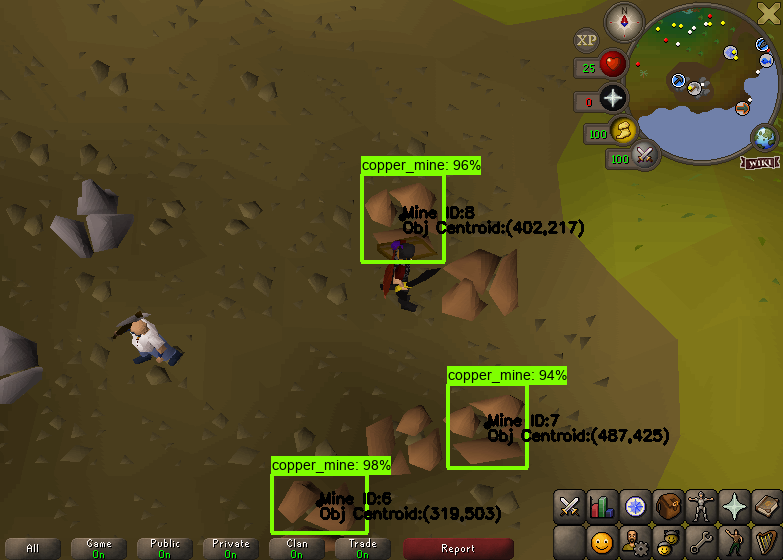 N
XP
25
0
100
100
WIKI
copper_mine: 96%
Mine ID:8
Obj Centroid:(402,217)
copper_mine: 94%
Mine ID:7
Obj Centroid:(487,425)
copper_mine: 98%
Mine ID:6
Obj Centroid:(319,503)
All
Game
On
Public
On
Private
On
Clan
On
Trade
On
Report